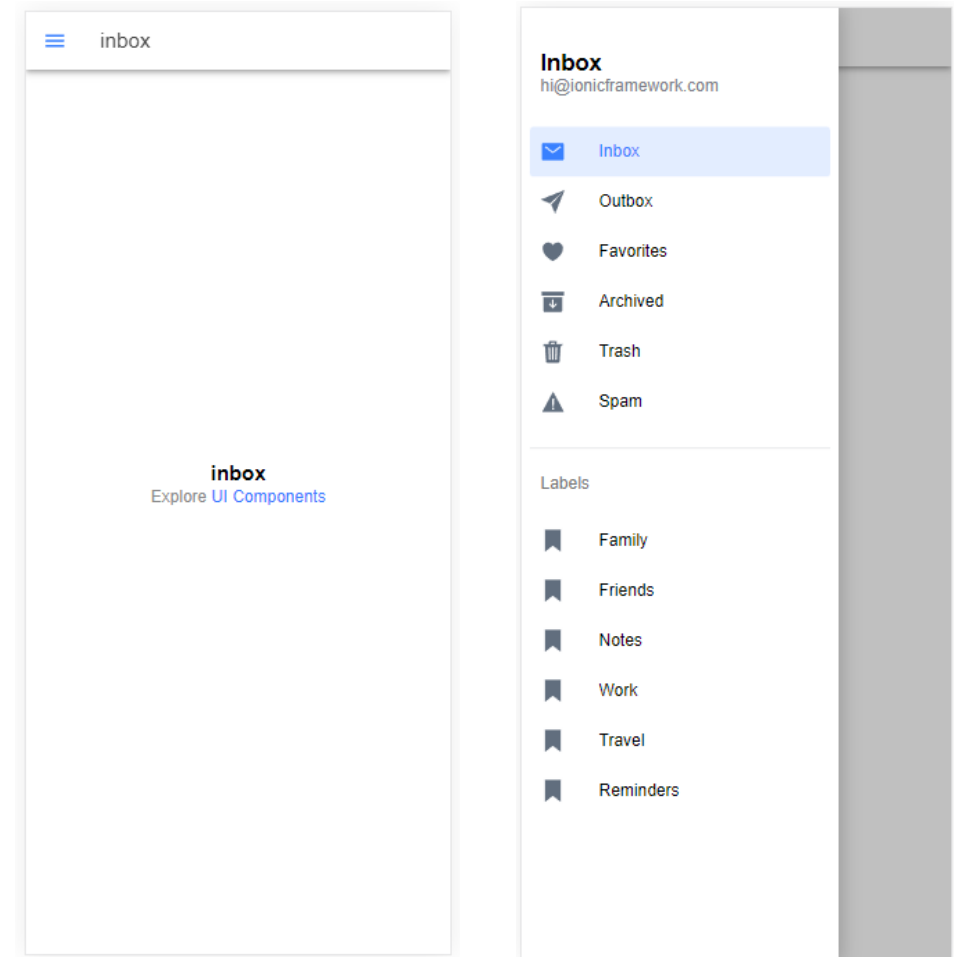 inbox
inbox
Explore UI Components
Inbox
hi@ionicframework.com
Inbox
Outbox
Favorites
Archived
Trash
Spam
Labels
Family
Friends
Notes
Work
Travel
Reminders